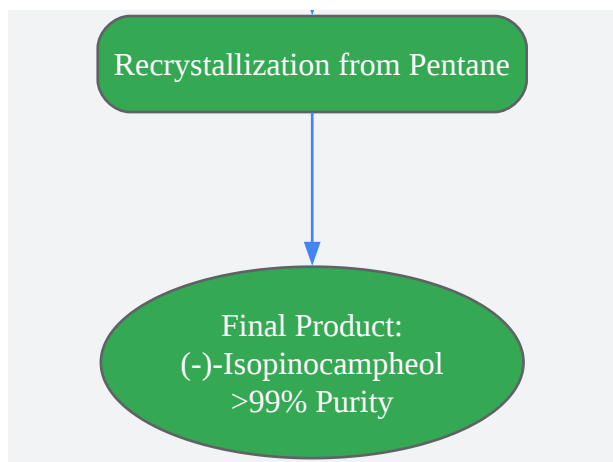 Recrystallization from Pentane
Final Product:
(-)-Isopinocampheol
>99% Purity